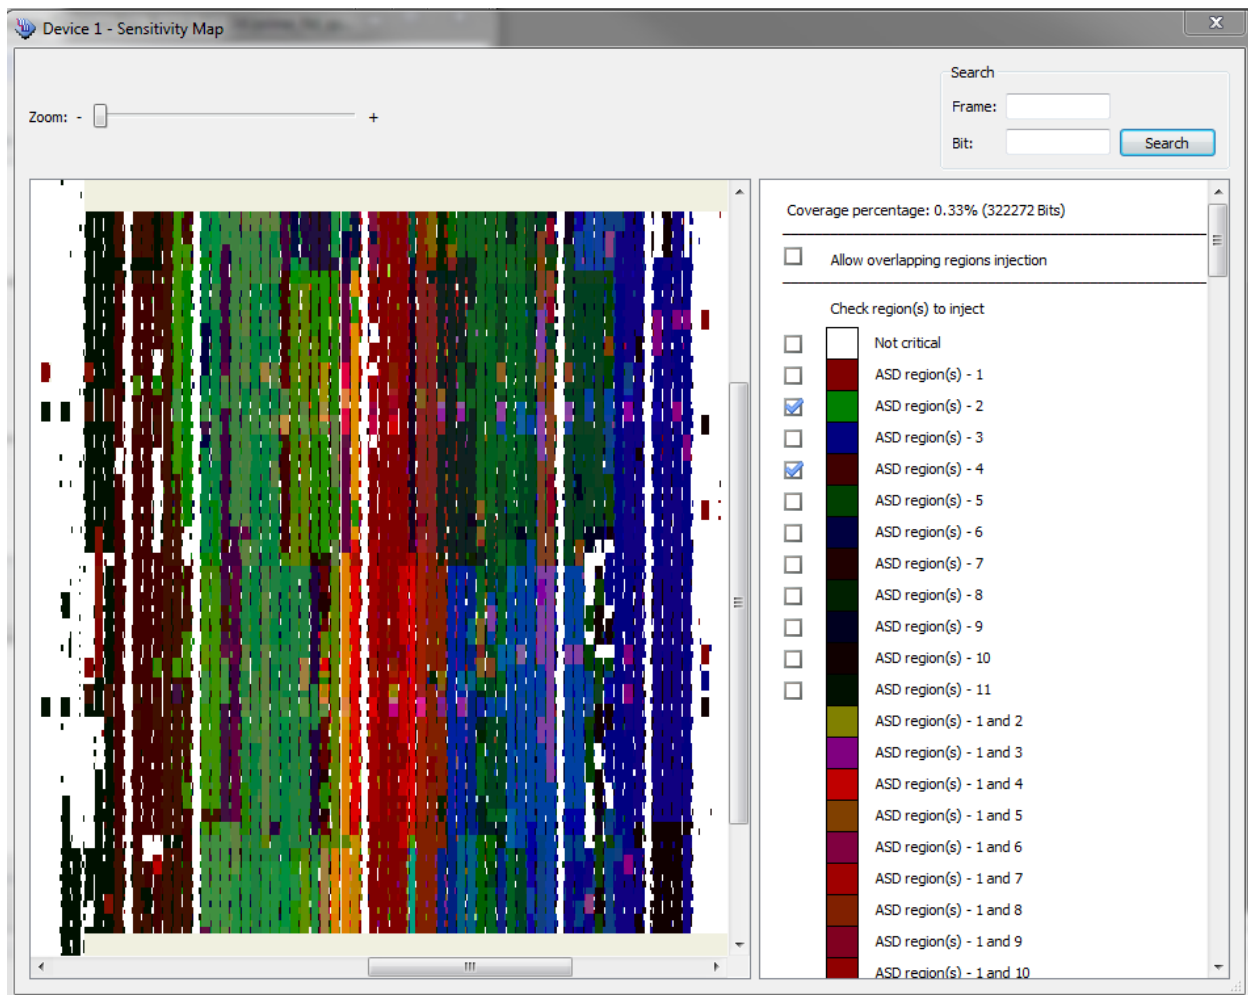 Device 1 - Sensitivity Map
Search
Frame:
Zoom: - +
Bit: Search
Coverage percentage: 0.33% (322272 Bits)
Allow overlapping regions injection
Check region(s) to inject
Not critical
ASD region(s) - 1
ASD region(s) - 2
ASD region(s) - 3
ASD region(s) - 4
ASD region(s) - 5
ASD region(s) - 6
ASD region(s) - 7
ASD region(s) - 8
ASD region(s) - 9
ASD region(s) - 10
ASD region(s) - 11
ASD region(s) - 1 and 2
ASD region(s) - 1 and 3
ASD region(s) - 1 and 4
ASD region(s) - 1 and 5
ASD region(s) - 1 and 6
ASD region(s) - 1 and 7
ASD region(s) - 1 and 8
ASD region(s) - 1 and 9
ASD region(s) - 1 and 10